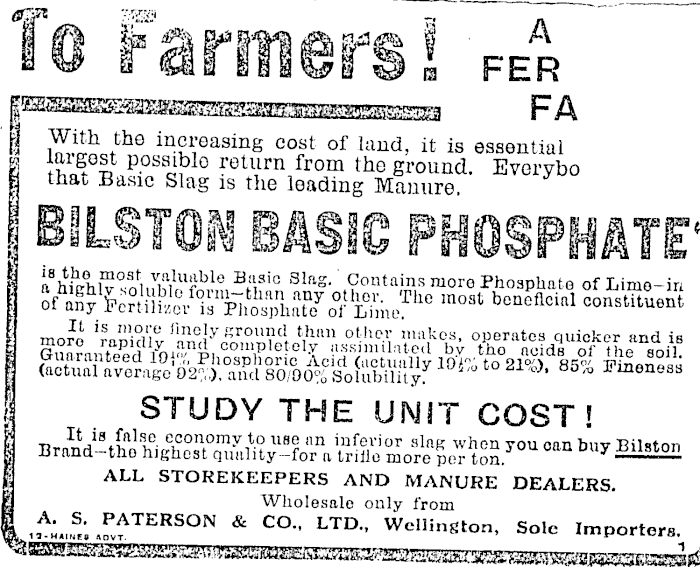 To Farmers!
A
FER
FA
With the increasing cost of land, it is essential
largest possible return from the ground. Everybo
that Basic Slag is the leading Manure.
BILSTON BASIC PHOSPHATE
is the most valuable Basic Slag. Contains more Phosphate of Lime—in
a highly soluble form—than any other. The most beneficial constituent
of any Fertilizer is Phosphate of Lime.
It is more finely ground than other makes, operates quicker and is
more rapidly and completely assimilated by the acids of the soil.
Guaranteed Phosphoric Acid (actually to 21%), 85% Fineness
(actual average 92%), and 80/90% Solubility.
STUDY THE UNIT COST!
It is false economy to use an inferior slag when you can buy Bilston
Brand—the highest quality—for a trifle more per ton.
ALL STOREKEEPERS AND MANURE DEALERS.
Wholesale only from
A. S. PATERSON & CO., LTD., Wellington, Sole Importers.
17-HAINES ADVT. 1